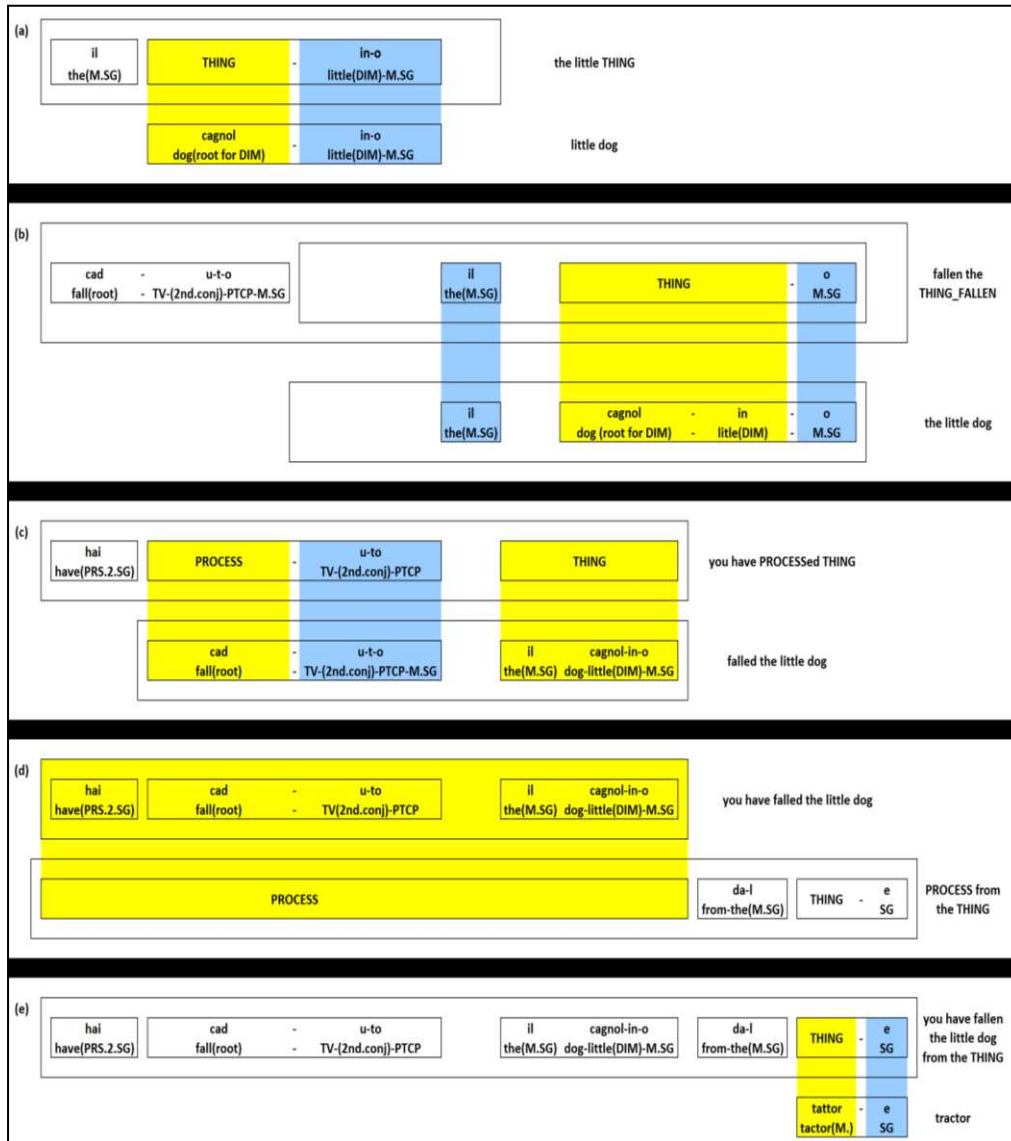 (a)
il THING - in-o
the(M.SG) little(DIM)-M.SG
the little THING
cagnol - in-o
dog(root for DIM) little(DIM)-M.SG
little dog
(b)
il THING - o
the(M.SG) M.SG
cad - u-t-o
fall(root) - TV-(2nd.conj)-PTCP-M.SG
fallen the
THING_FALLEN
il cagnol - in - o
the(M.SG) dog (root for DIM) - litle(DIM) - M.SG
the little dog
(c)
hai PROCESS - u-to THING
have(PRS.2.SG) TV-(2nd.conj)-PTCP
you have PROCESSed THING
cad - u-t-o il cagnol-in-o
fall(root) - TV-(2nd.conj)-PTCP-M.SG the(M.SG) dog-little(DIM)-M.SG
falled the little dog
(d)
hai cad - u-to il cagnol-in-o
have(PRS.2.SG) fall(root) - TV(2nd.conj)-PTCP the(M.SG) dog-little(DIM)-M.SG
you have falled the little dog
PROCESS da-l THING - e
from-the(M.SG) SG
PROCESS from
the THING
(e)
hai cad - u-to il cagnol-in-o da-l THING - e
have(PRS.2.SG) fall(root) - TV-(2nd.conj)-PTCP the(M.SG) dog-little(DIM)-M.SG from-the(M.SG) SG
you have fallen
the little dog
from the THING
tattor - e
tactor(M.) SG
tractor